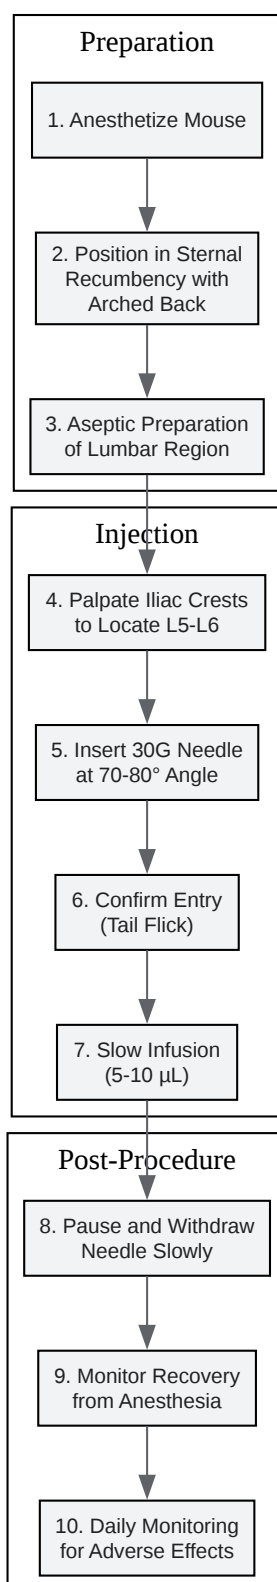 Preparation
1. Anesthetize Mouse
2. Position in Sternal
Recumbency with
Arched Back
3. Aseptic Preparation
of Lumbar Region
Injection
4. Palpate Iliac Crests
to Locate L5-L6
5. Insert 30G Needle
at 70-80° Angle
6. Confirm Entry
(Tail Flick)
7. Slow Infusion
(5-10 µL)
Post-Procedure
8. Pause and Withdraw
Needle Slowly
9. Monitor Recovery
from Anesthesia
10. Daily Monitoring
for Adverse Effects